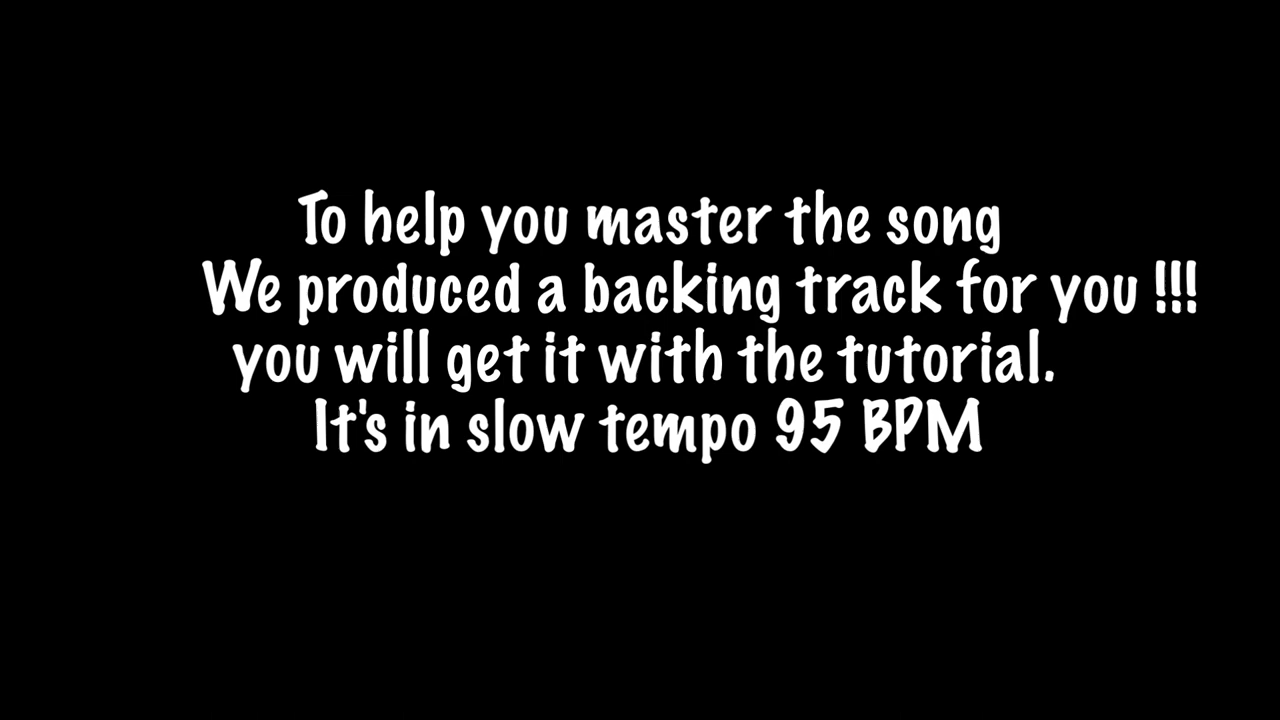 To help you master the song
We produced a backing track for you !!!
you will get it with the tutorial.
It's in slow tempo 95 BPM